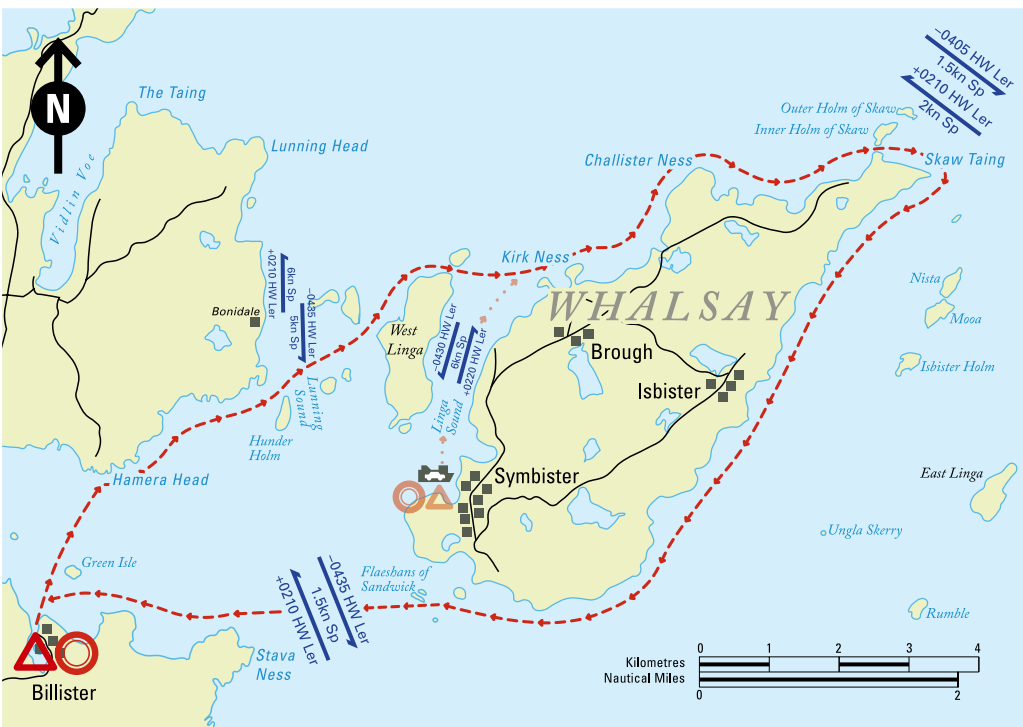 N
The Taing
Lunning Head
Vidlin Voe
Bonidale
6kn Sp
+0210 HW Ler
−0435 HW Ler
5kn Sp
Lunning
Sound
Hunder
Holm
Hamera Head
Green Isle
Billister
Stava
Ness
−0435 HW Ler
1.5kn Sp
+0210 HW Ler
Flaeshans of
Sandwick
West
Linga
−0430 HW Ler
6kn Sp
+0220 HW Ler
Linga
Sound
Kirk Ness
Challister Ness
WHALSAY
Brough
Isbister
Symbister
Outer Holm of Skaw
Inner Holm of Skaw
Skaw Taing
−0405 HW Ler
1.5kn Sp
+0210 HW Ler
2kn Sp
Nista
Mooa
Isbister Holm
East Linga
Ungla Skerry
Rumble
0 1 2 3 4
Kilometres
Nautical Miles
0 2